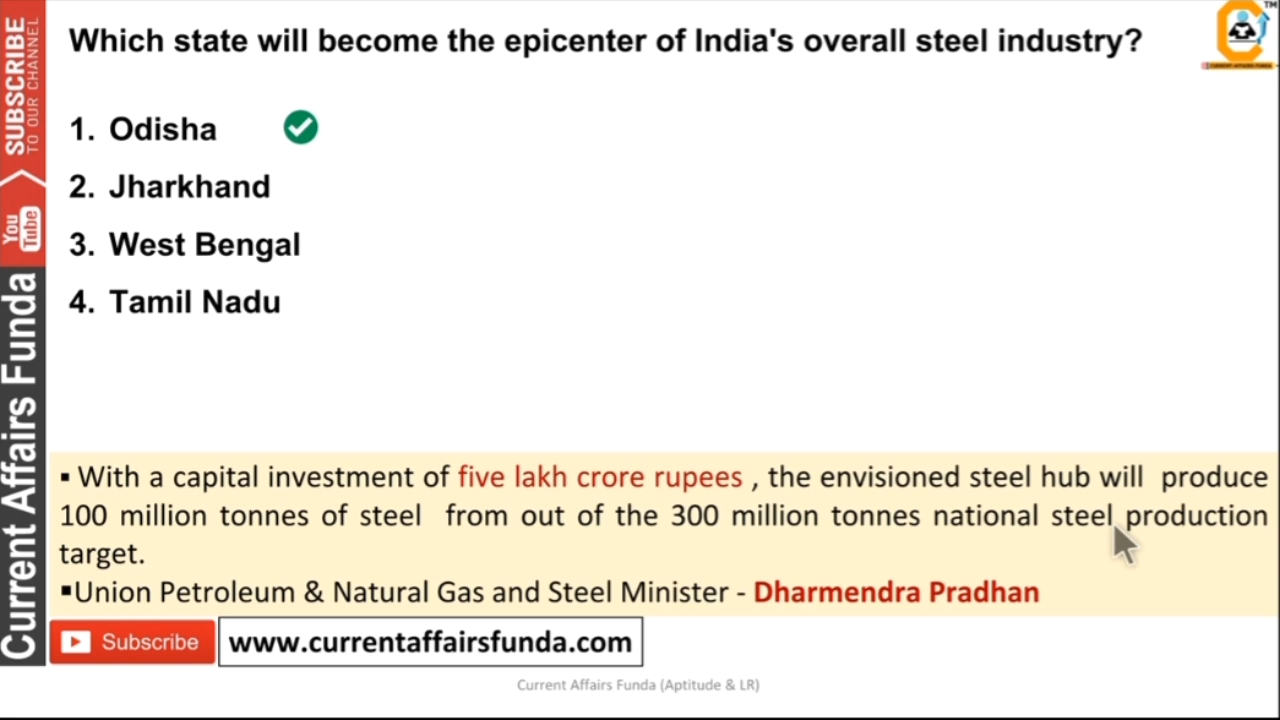 Which state will become the epicenter of India's overall steel industry?
TM
1. Odisha
2. Jharkhand
3. West Bengal
4. Tamil Nadu
SUBSCRIBE
TO OUR CHANNEL
You
Tube
Current Affairs Funda
▪ With a capital investment of five lakh crore rupees , the envisioned steel hub will produce
100 million tonnes of steel from out of the 300 million tonnes national steel production
target.
▪Union Petroleum & Natural Gas and Steel Minister - Dharmendra Pradhan
Subscribe
www.currentaffairsfunda.com
Current Affairs Funda (Aptitude & LR)